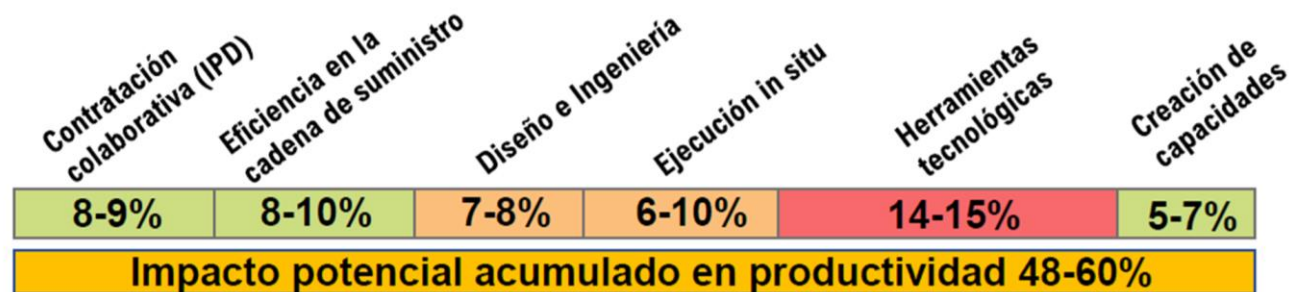 Contratación
colaborativa (IPD)
Eficiencia en la
cadena de suministro
Diseño e Ingeniería
Ejecución in situ
Herramientas
tecnológicas
Creación de
capacidades
8-9%
8-10%
7-8%
6-10%
14-15%
5-7%
Impacto potencial acumulado en productividad 48-60%